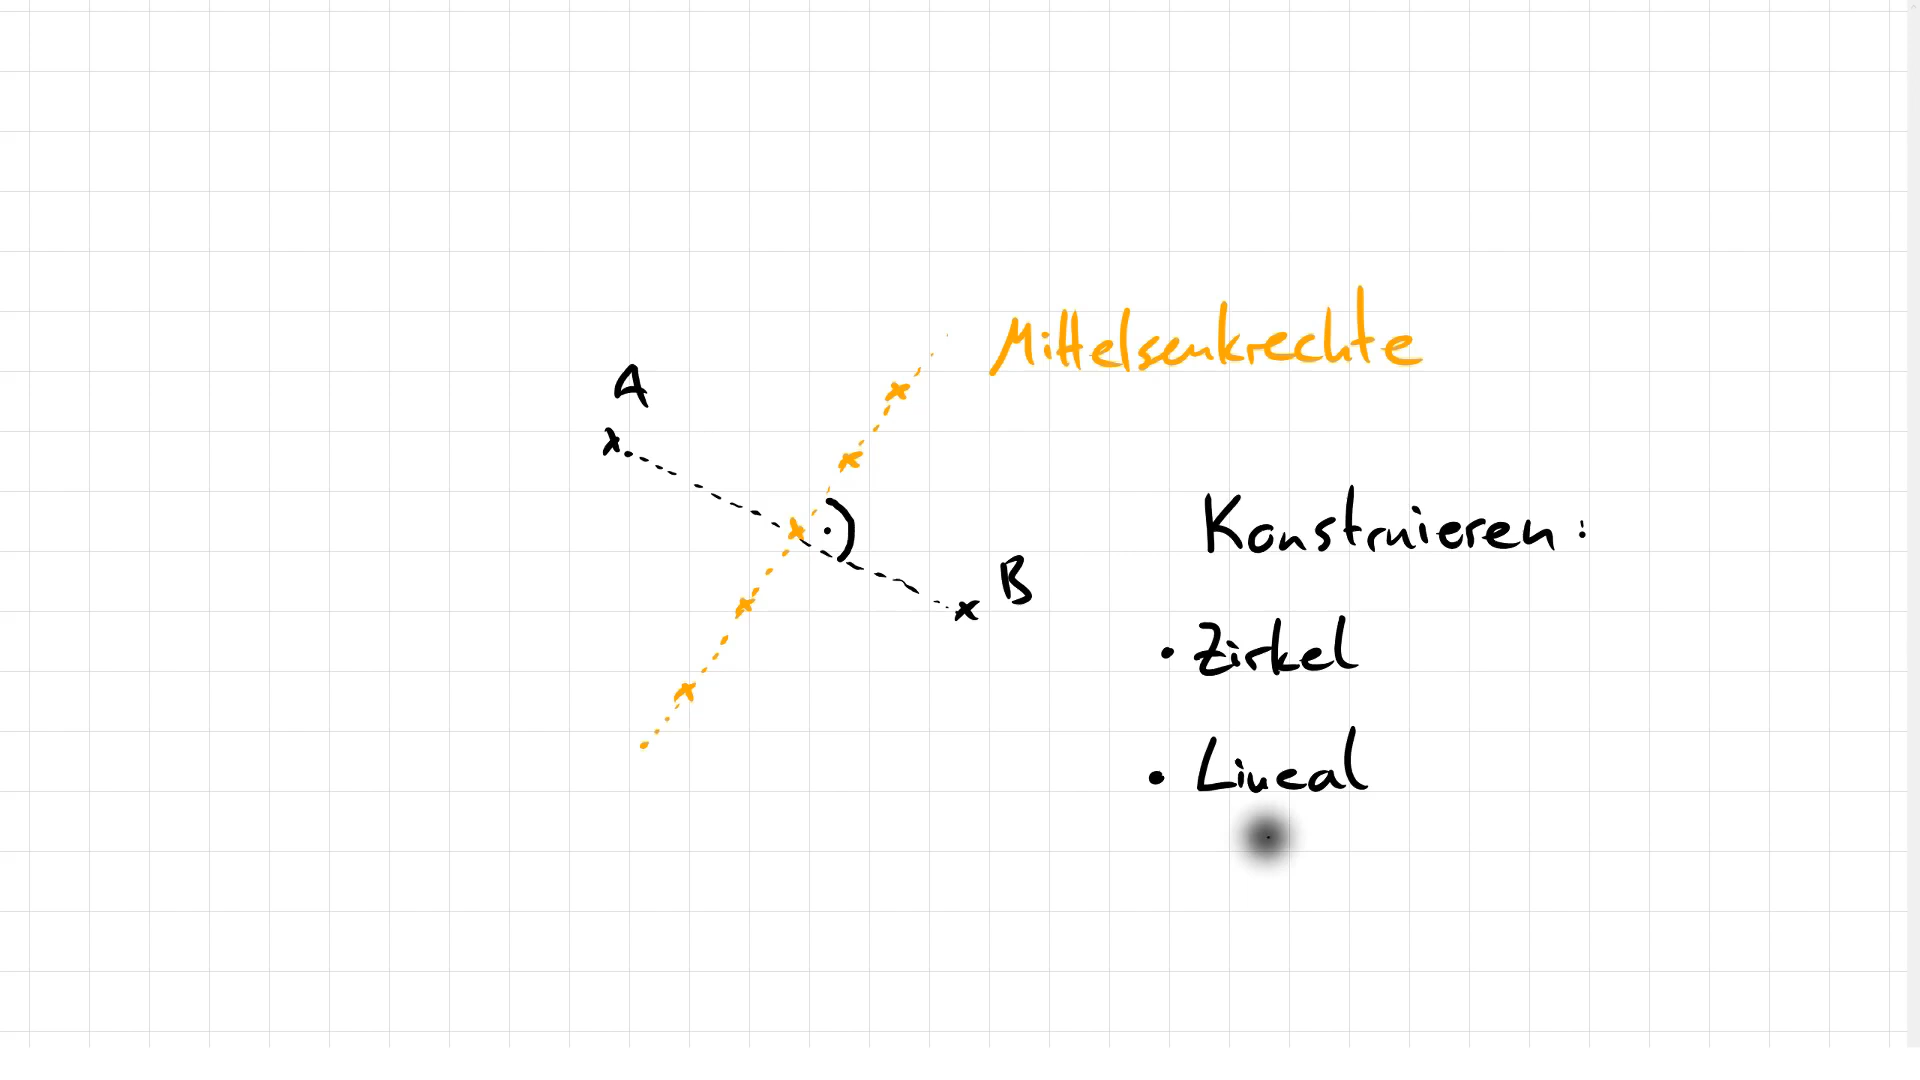 Mittelsenkrechte
A
B
Konstruieren:
• Zirkel
• Lineal